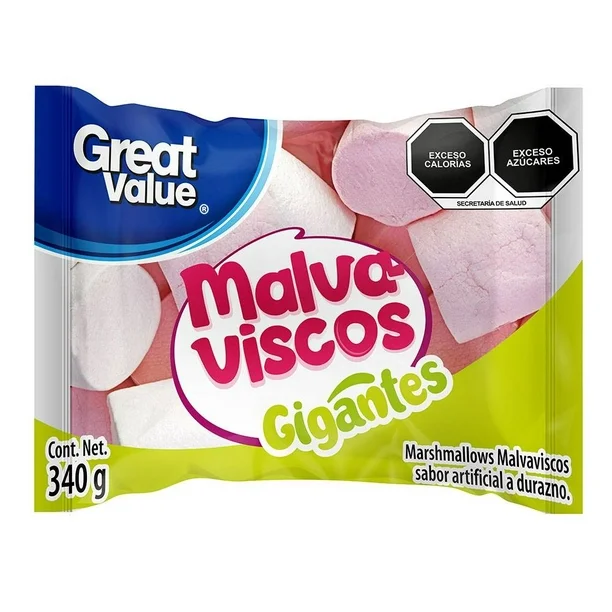 Great
Value®
EXCESO
CALORÍAS
EXCESO
AZÚCARES
SECRETARÍA DE SALUD
Malva-
viscos
Gigantes
Cont. Net.
340 g
Marshmallows Malvaviscos
sabor artificial a durazno.